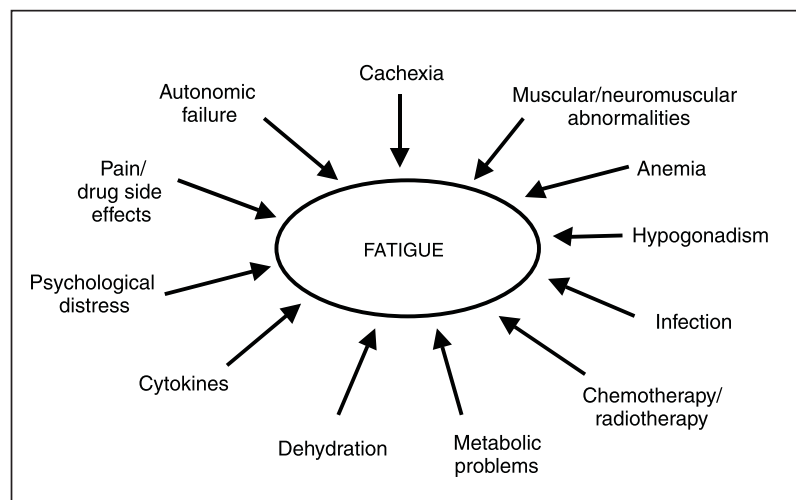 Cachexia
Autonomic
failure
Muscular/neuromuscular
abnormalities
Pain/
drug side
effects
Anemia
Hypogonadism
FATIGUE
Psychological
distress
Infection
Cytokines
Chemotherapy/
radiotherapy
Dehydration
Metabolic
problems